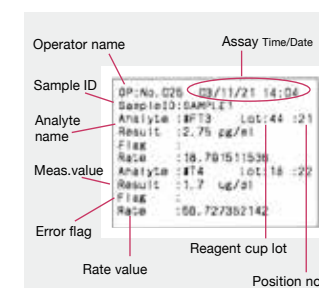 Operator name
Assay Time/Date
Sample ID
Analyte name
Meas.value
Error flag
Rate value
Reagent cup lot
Position no
OP:No.026 03/11/21 14:04
SampleID:SAMPLE1
Analyte :#FT3 Lot:44 :21
Result :2.75 pg/ml
Flag :
Rate :18.791511536
Analyte :#T4 Lot:18 :22
Result :1.7 ug/dl
Flag :
Rate :60.727352142